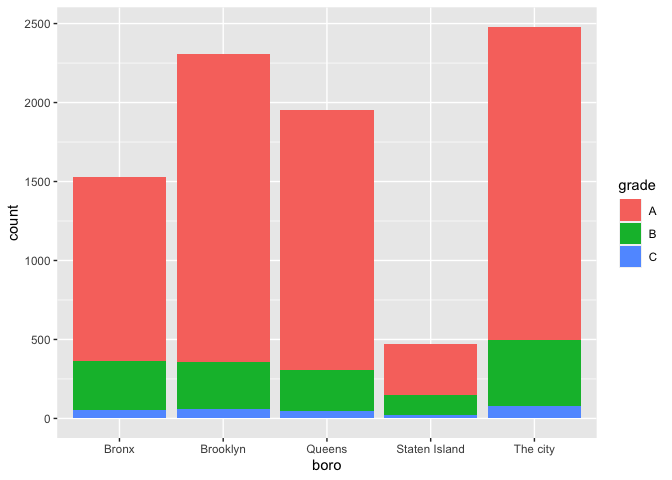 2500
2000
1500
1000
500
0
count
Bronx Brooklyn Queens Staten Island The city
boro
grade
A
B
C